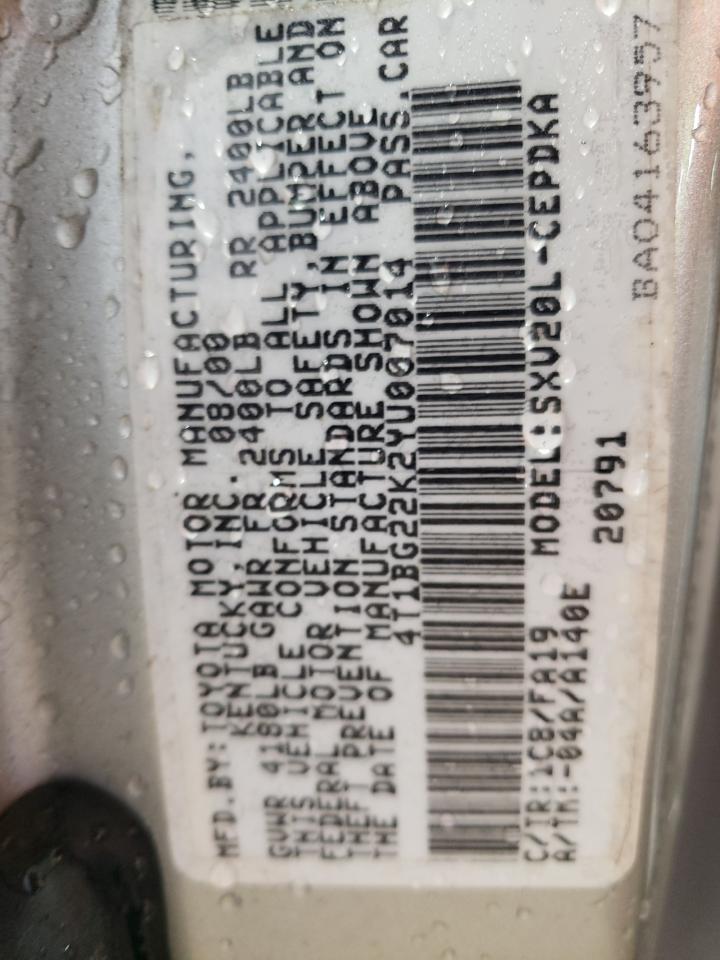 MFD.BY:TOYOTA MOTOR MANUFACTURING,
KENTUCKY,INC. 08/00
GVWR 4180LB GAWR FR 2400LB RR 2400LB
THIS VEHICLE CONFORMS TO ALL APPLICABLE
FEDERAL MOTOR VEHICLE SAFETY,BUMPER AND
THEFT PREVENTION STANDARDS IN EFFECT ON
THE DATE OF MANUFACTURE SHOWN ABOVE
4T1BG22K2YU007014 PASS.CAR
C/TR:1C8/FA19 MODEL:SXV20L-CEPDKA
A/TM:-04A/A140E
20791
BA04163957